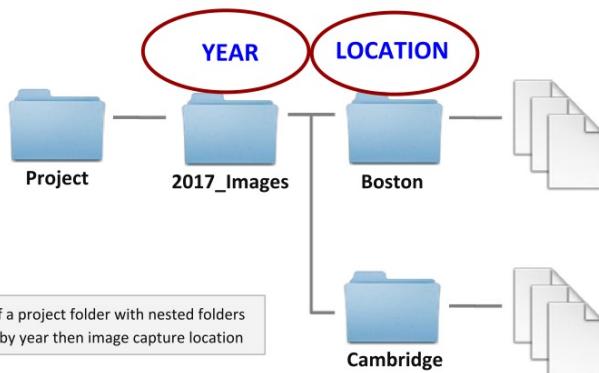 YEAR
LOCATION
Project
2017_Images
Boston
a project folder with nested folders
by year then image capture location
Cambridge